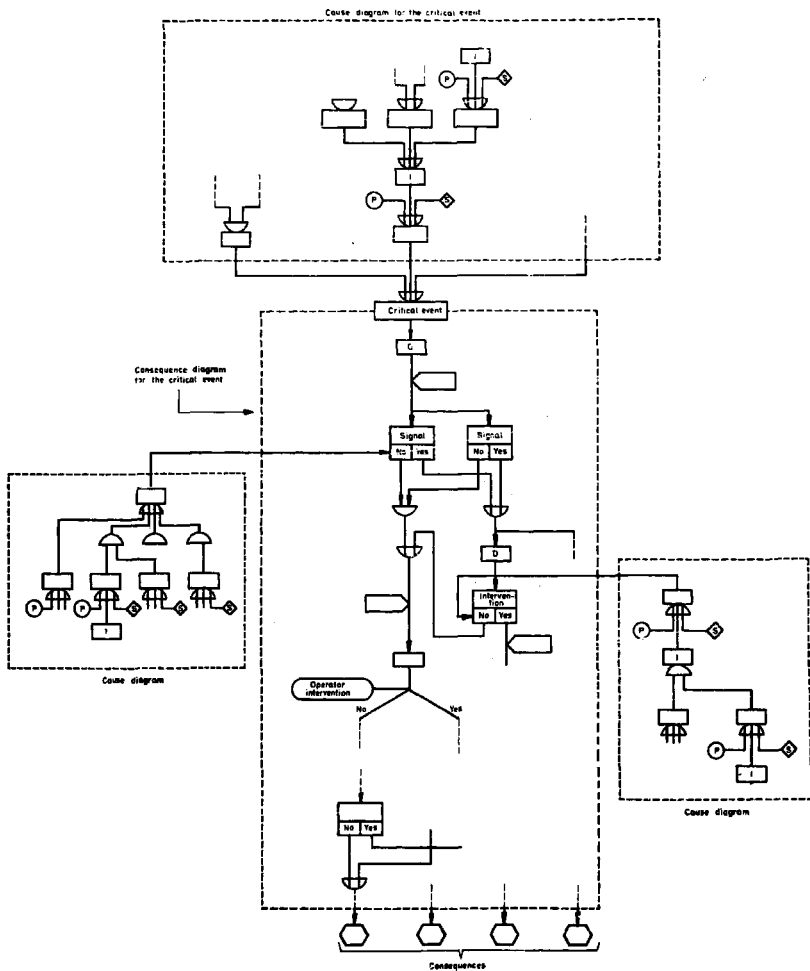 Cause diagram for the critical event
I
P
S
I
P
S
Critical event
Consequence diagram
for the critical event
Signal
No Yes
Signal
No Yes
D
Interven-
tion
No Yes
P
P
S
S
S
Cause diagram
P
S
I
P
S
I
Cause diagram
Operator
intervention
No
Yes
No Yes
Consequences